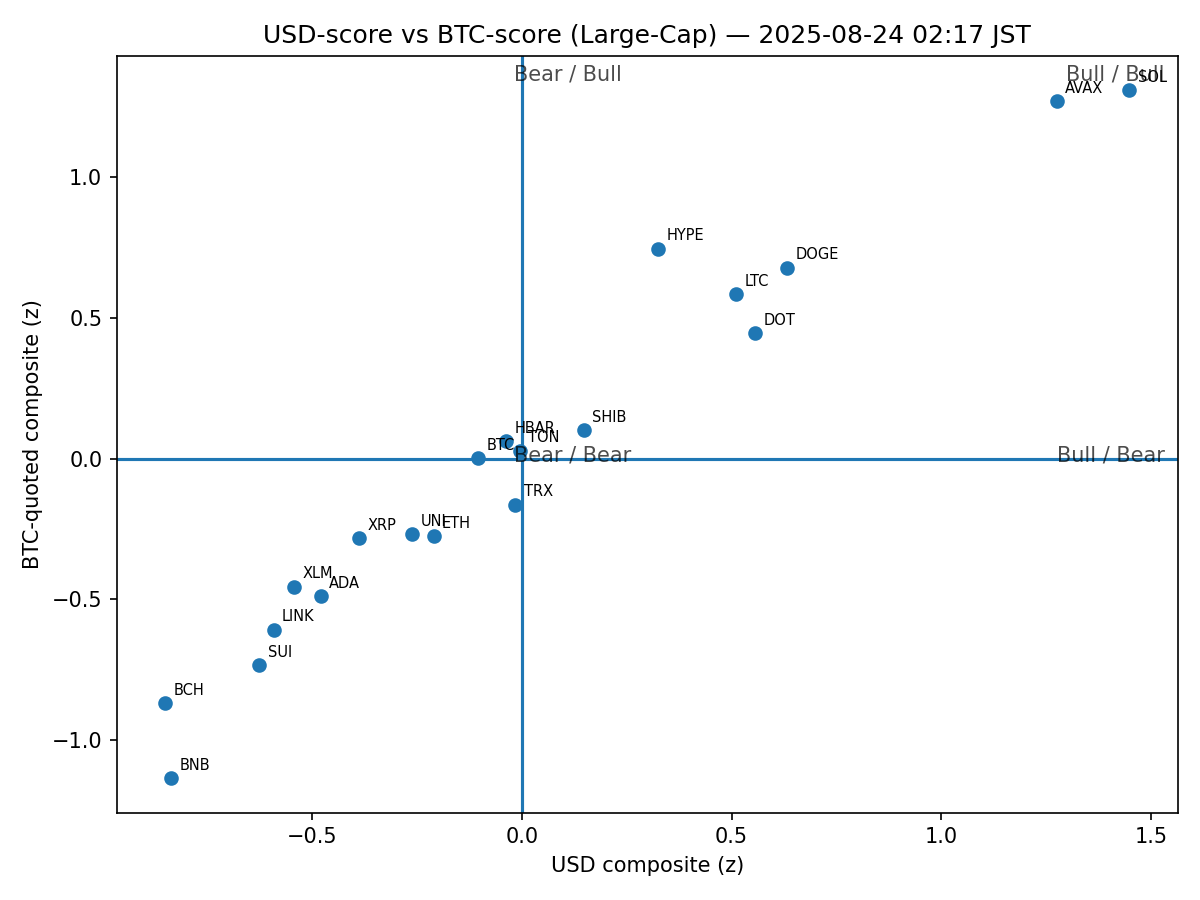 USD-score vs BTC-score (Large-Cap) — 2025-08-24 02:17 JST
Bear / Bull
Bull / Bull
SOL
AVAX
1.0
HYPE
DOGE
LTC
0.5
DOT
SHIB
HBAR
TON
BTC
0.0
Bear / Bear
Bull / Bear
TRX
XRP
UNI
ETH
XLM
ADA
−0.5
LINK
SUI
BCH
−1.0
BNB
−0.5
0.0
0.5
1.0
1.5
USD composite (z)
BTC-quoted composite (z)